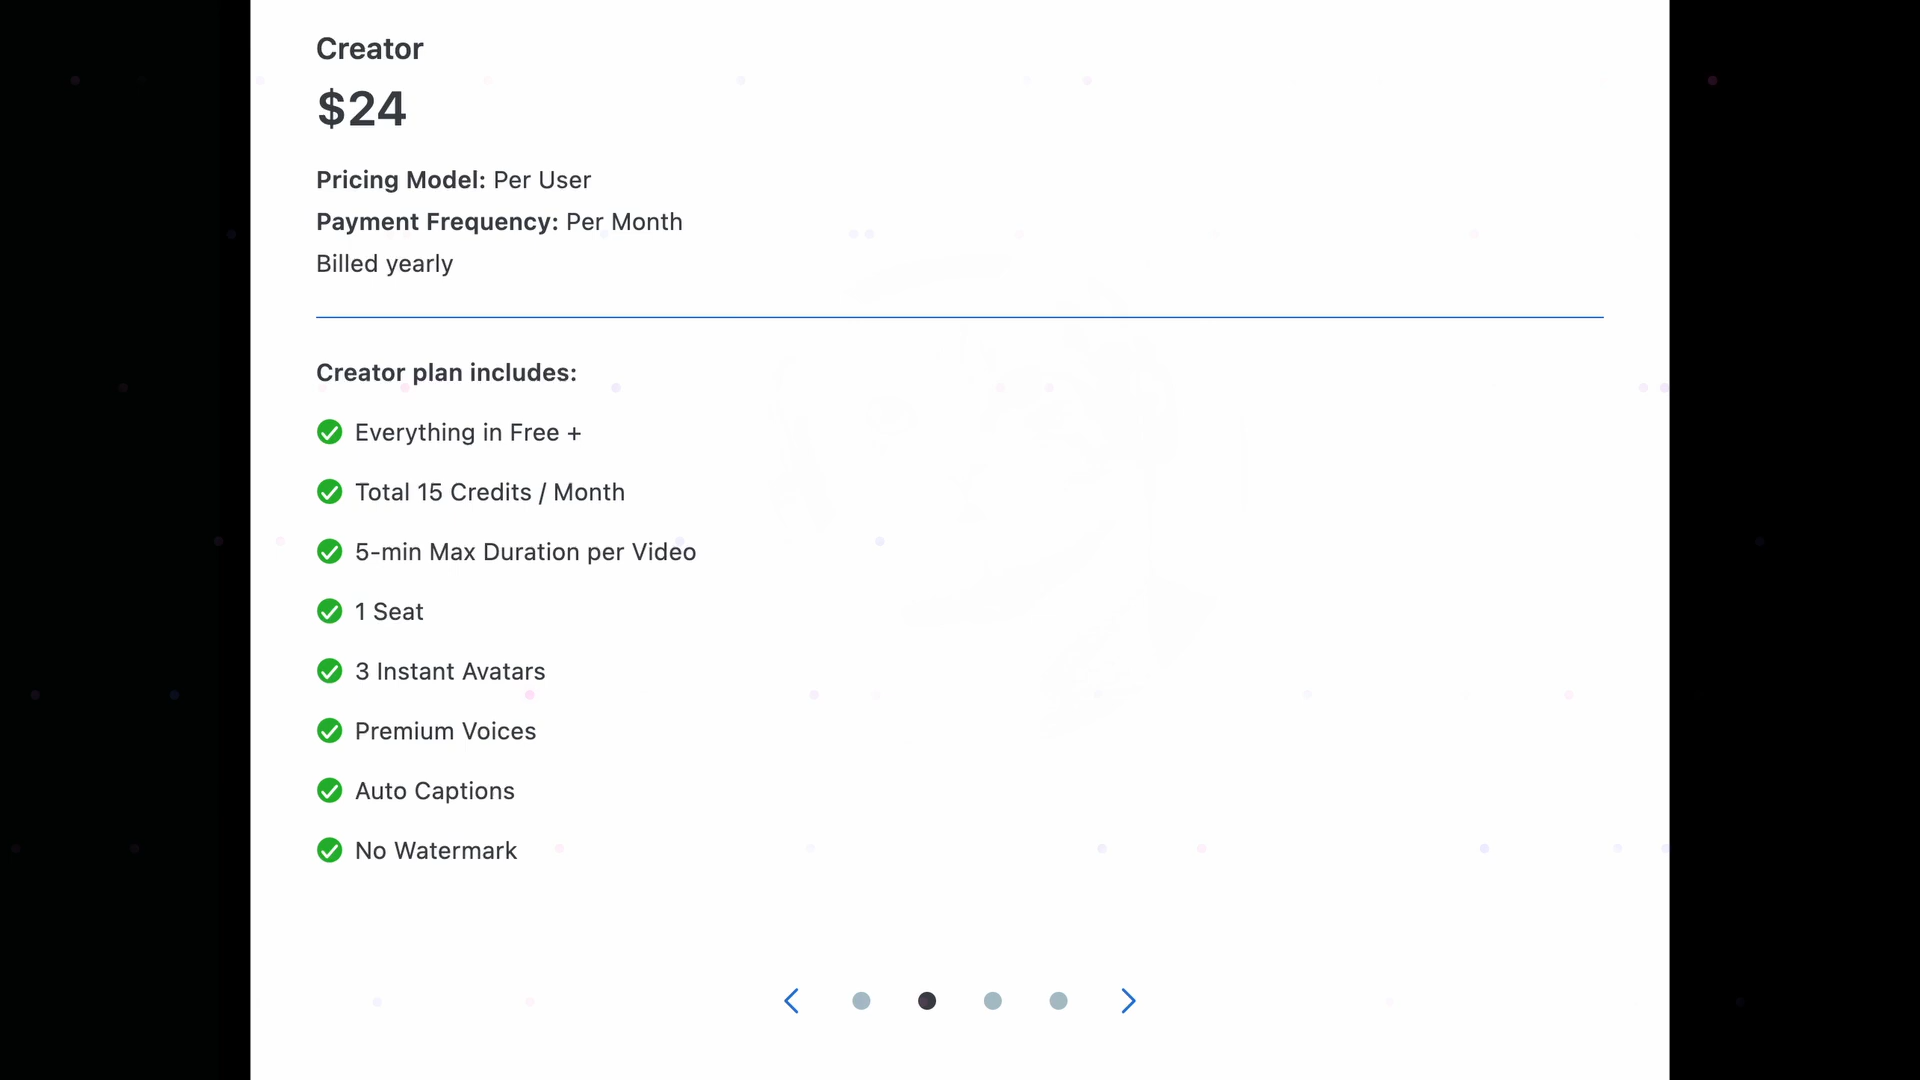 Creator
$24
Pricing Model: Per User
Payment Frequency: Per Month
Billed yearly
Creator plan includes:
Everything in Free +
Total 15 Credits / Month
5-min Max Duration per Video
1 Seat
3 Instant Avatars
Premium Voices
Auto Captions
No Watermark